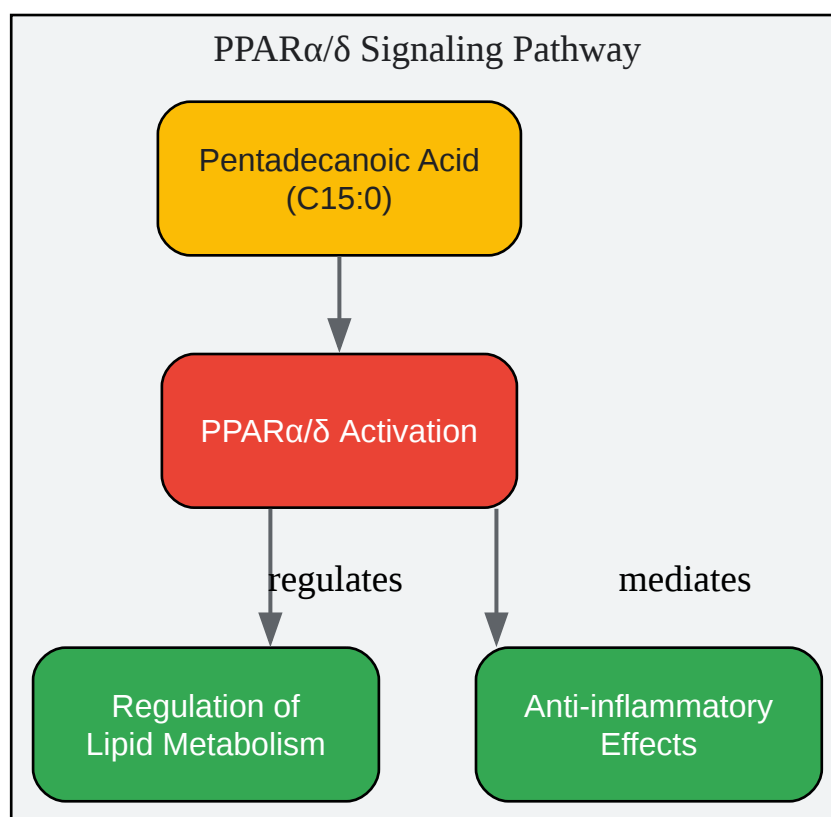 PPARα/δ Signaling Pathway
Pentadecanoic Acid
(C15:0)
PPARα/δ Activation
regulates
mediates
Regulation of
Lipid Metabolism
Anti-inflammatory
Effects